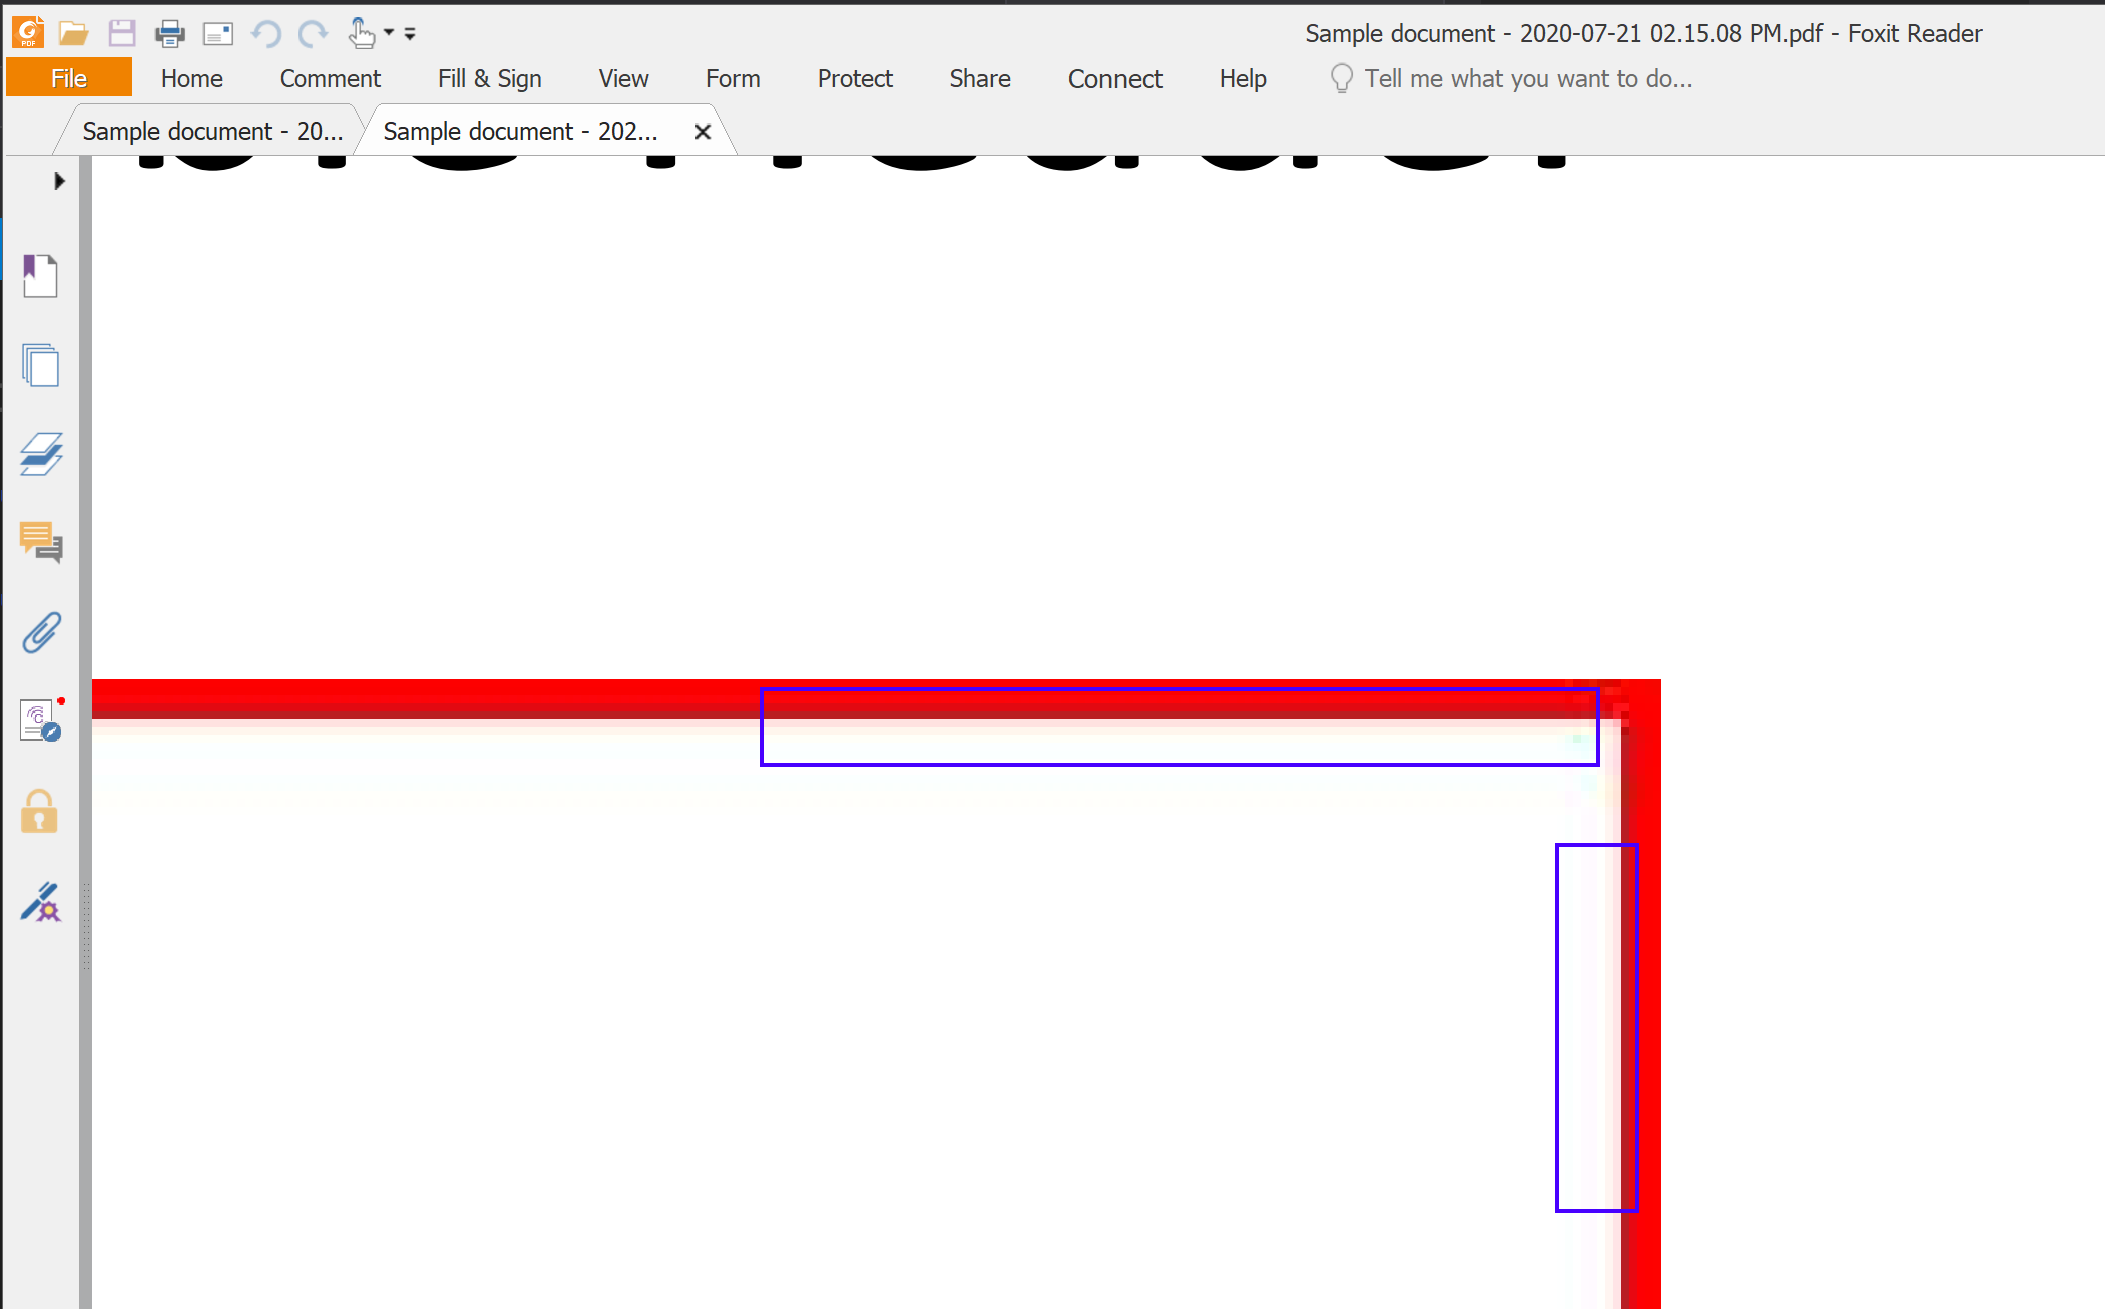 Sample document - 2020-07-21 02.15.08 PM.pdf - Foxit Reader
File Home Comment Fill & Sign View Form Protect Share Connect Help Tell me what you want to do...
Sample document - 20... Sample document - 202...